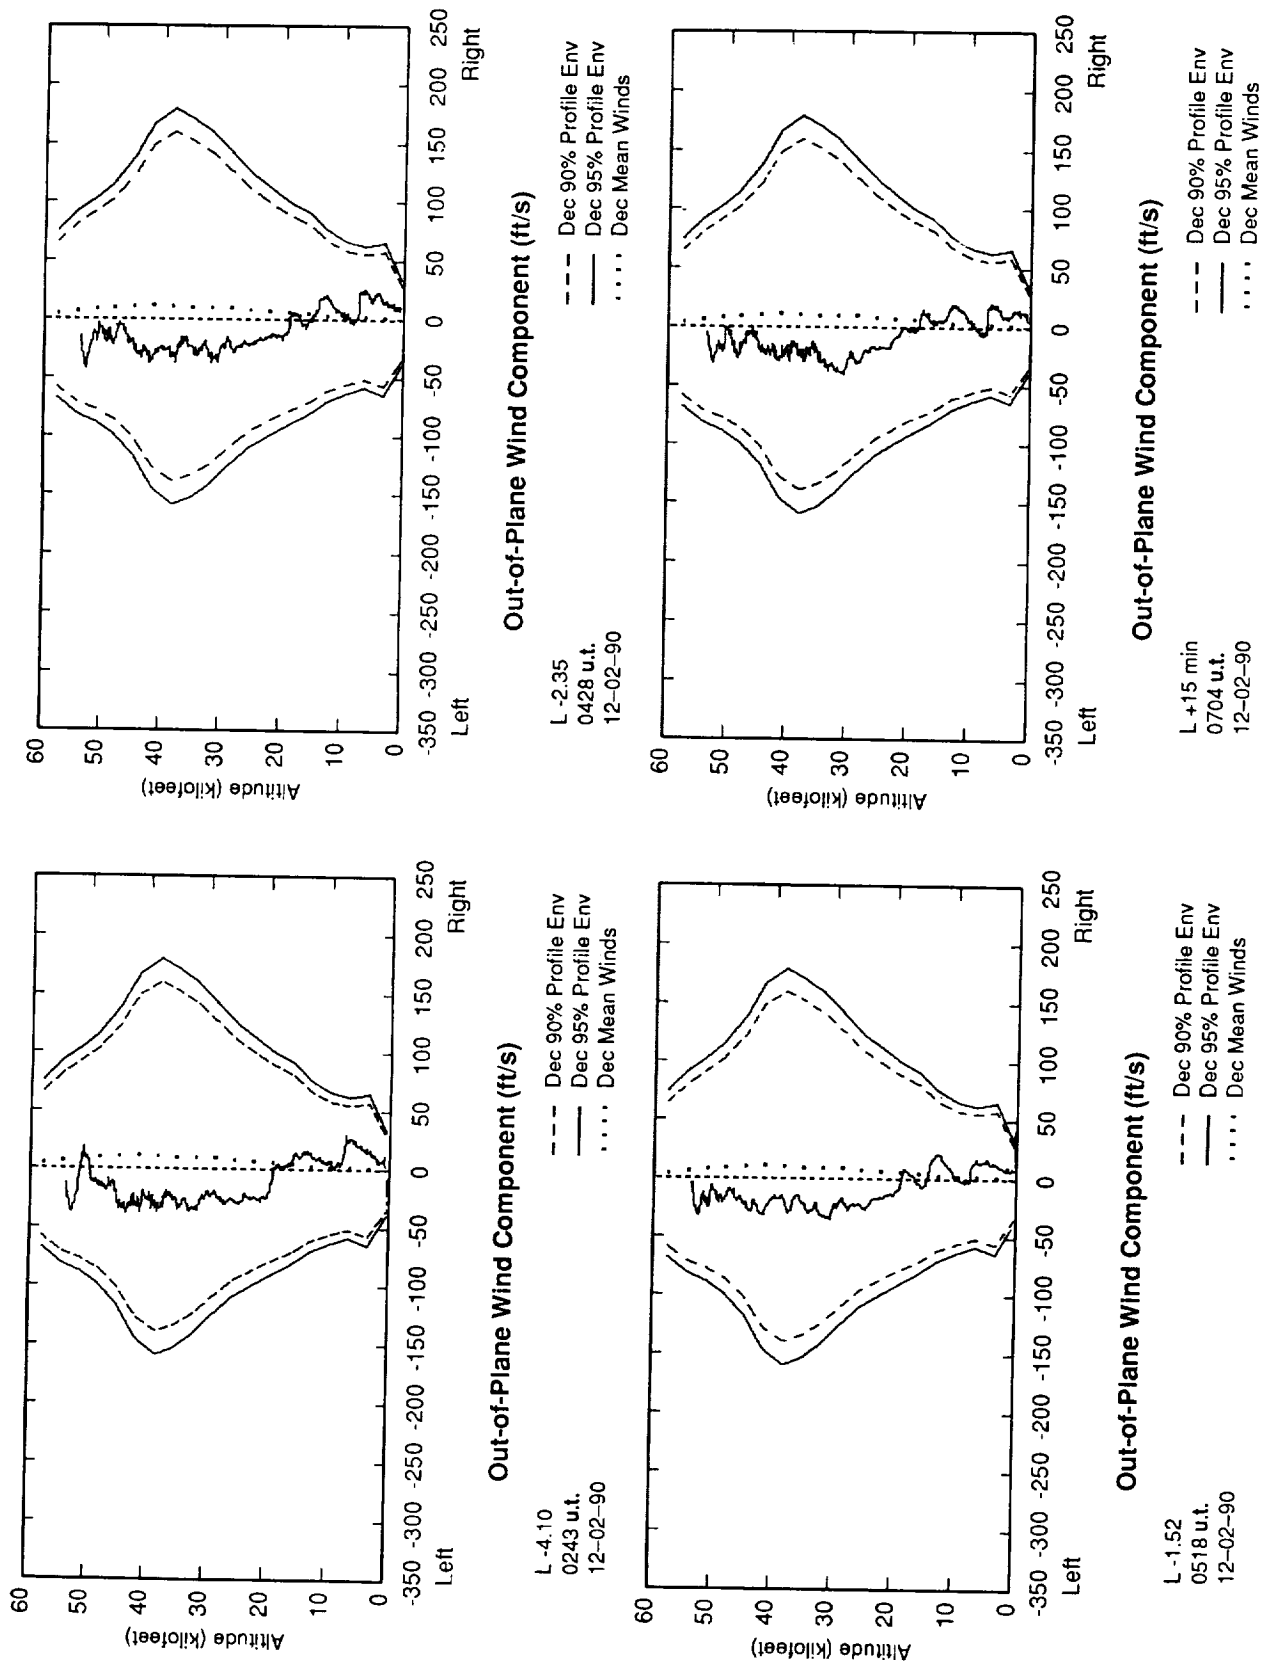 Altitude (kilofeet)
60
50
40
30
20
10
0
-350 -300 -250 -200 -150 -100 -50 0 50 100 150 200 250
Left Right
Out-of-Plane Wind Component (ft/s)
L -4.10
0243 u.t.
12-02-90
Dec 90% Profile Env
Dec 95% Profile Env
Dec Mean Winds
Altitude (kilofeet)
60
50
40
30
20
10
0
-350 -300 -250 -200 -150 -100 -50 0 50 100 150 200 250
Left Right
Out-of-Plane Wind Component (ft/s)
L -2.35
0428 u.t.
12-02-90
Dec 90% Profile Env
Dec 95% Profile Env
Dec Mean Winds
Altitude (kilofeet)
60
50
40
30
20
10
0
-350 -300 -250 -200 -150 -100 -50 0 50 100 150 200 250
Left Right
Out-of-Plane Wind Component (ft/s)
L -1.52
0518 u.t.
12-02-90
Dec 90% Profile Env
Dec 95% Profile Env
Dec Mean Winds
Altitude (kilofeet)
60
50
40
30
20
10
0
-350 -300 -250 -200 -150 -100 -50 0 50 100 150 200 250
Left Right
Out-of-Plane Wind Component (ft/s)
L +15 min
0704 u.t.
12-02-90
Dec 90% Profile Env
Dec 95% Profile Env
Dec Mean Winds